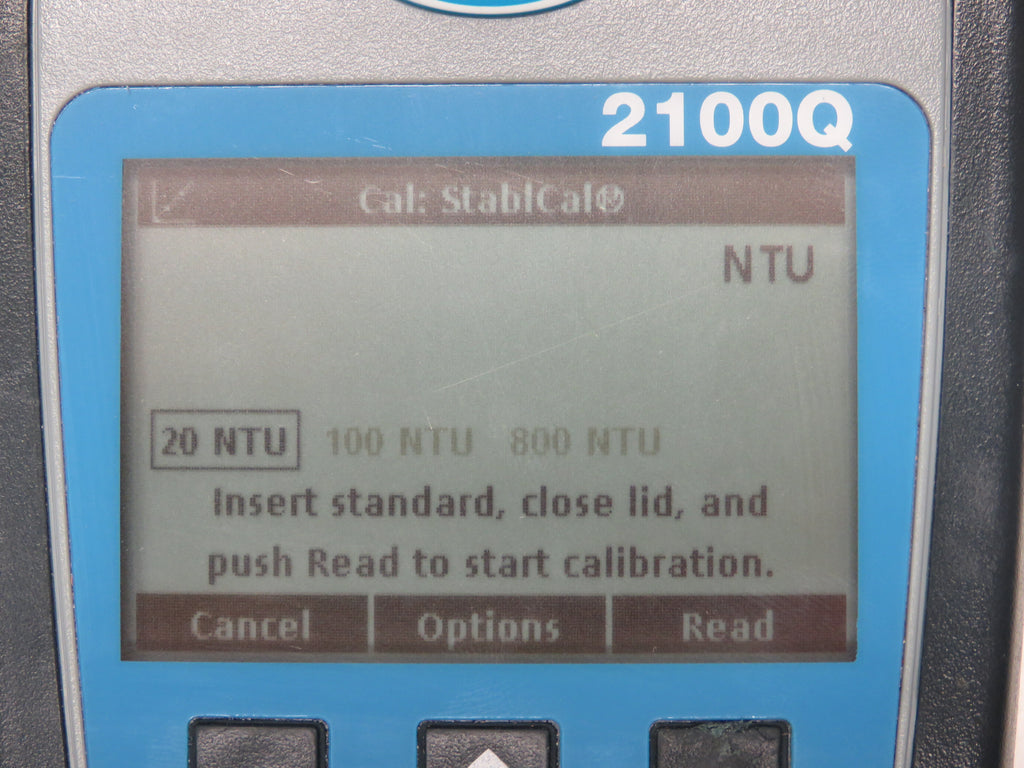 2100Q
Cal: StablCal®
NTU
20 NTU 100 NTU 800 NTU
Insert standard, close lid, and
push Read to start calibration.
Cancel Options Read